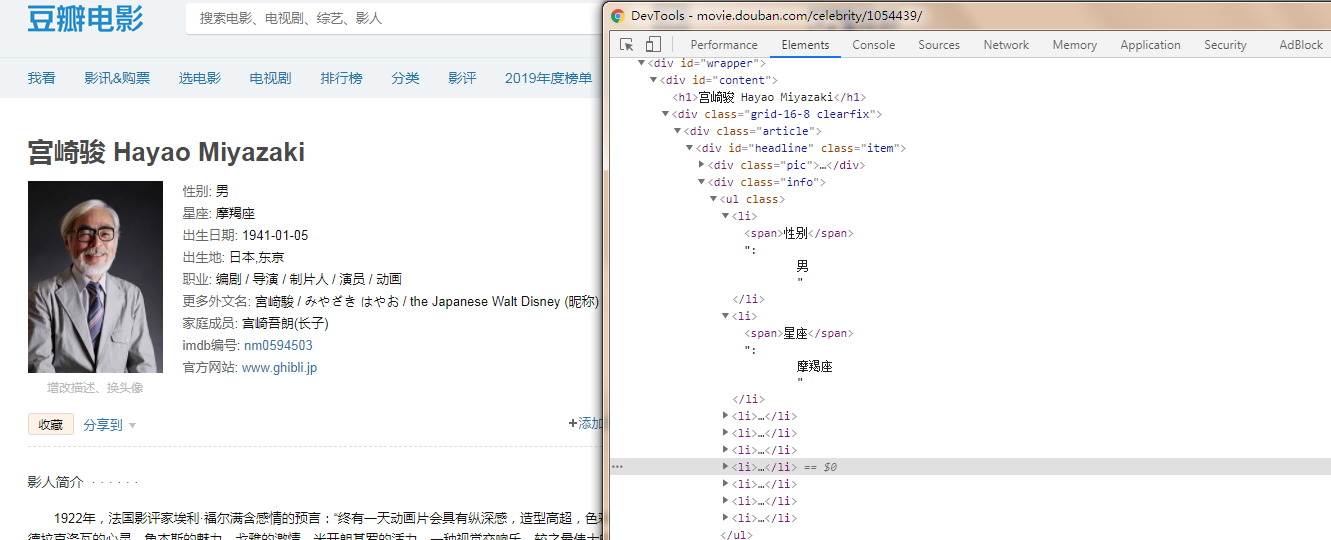 豆瓣电影
搜索电影、电视剧、综艺、影人
我看 影讯&购票 选电影 电视剧 排行榜 分类 影评 2019年度榜单
宫崎骏 Hayao Miyazaki
性别: 男
星座: 摩羯座
出生日期: 1941-01-05
出生地: 日本,东京
职业: 编剧 / 导演 / 制片人 / 演员 / 动画
更多外文名: 宮崎駿 / みやざき はやお / the Japanese Walt Disney (昵称)
家庭成员: 宫崎吾朗(长子)
imdb编号: nm0594503
官方网站: www.ghibli.jp
增改描述、换头像
收藏 分享到
+添加
影人简介 · · · · · ·
1922年，法国影评家埃利·福尔满含感情的预言：“终有一天动画片会具有纵深感，造型高超，色
DevTools - movie.douban.com/celebrity/1054439/
Performance Elements Console Sources Network Memory Application Security AdBlock
<div id="wrapper">
<div id="content">
<h1>宫崎骏 Hayao Miyazaki</h1>
<div class="grid-16-8 clearfix">
<div class="article">
<div id="headline" class="item">
<div class="pic">…</div>
<div class="info">
<ul class>
<li>
<span>性别</span>
":
男
"
</li>
<li>
<span>星座</span>
":
摩羯座
"
</li>
<li>…</li>
<li>…</li>
<li>…</li>
<li>…</li> == $0
<li>…</li>
<li>…</li>
<li>…</li>
</ul>